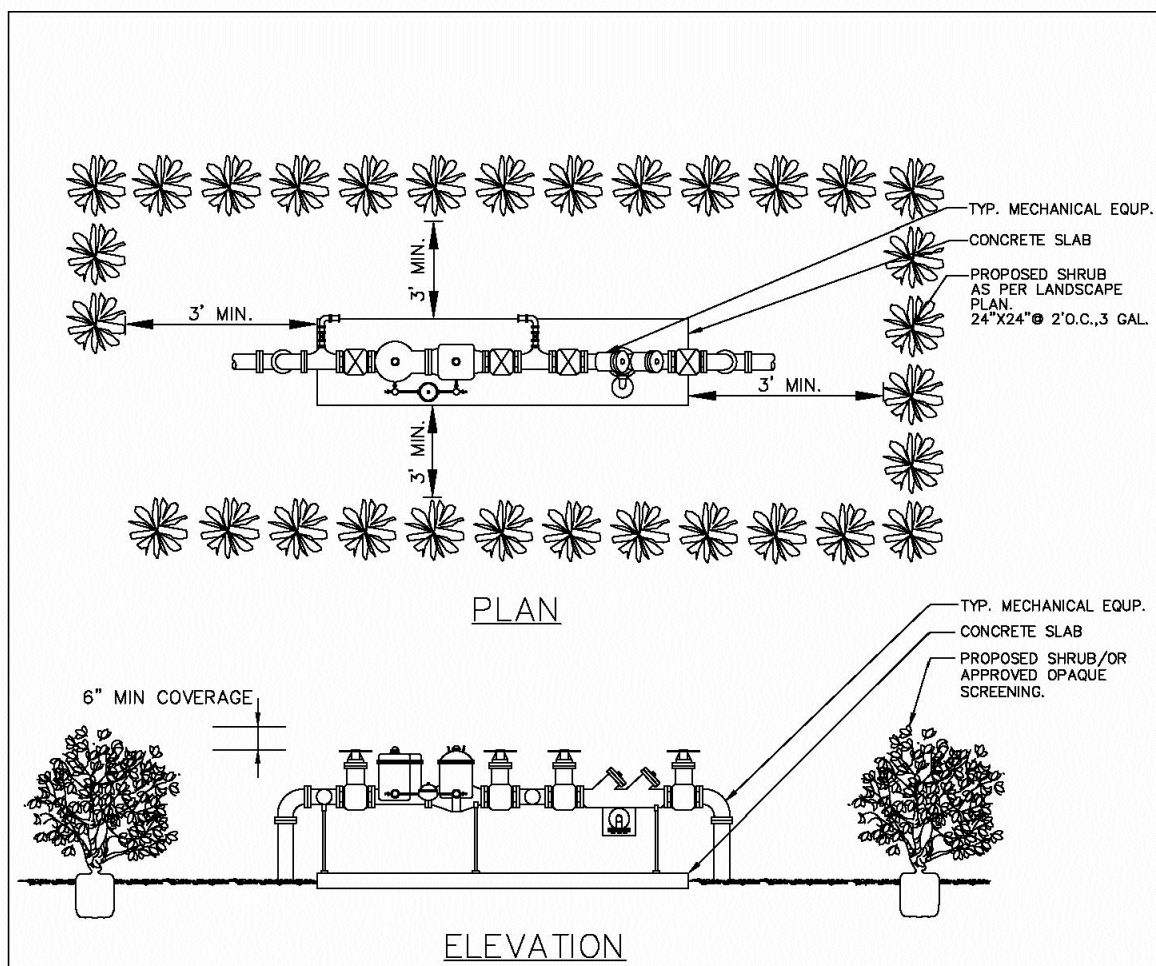 TYP. MECHANICAL EQUP.
CONCRETE SLAB
3' MIN.
PROPOSED SHRUB
AS PER LANDSCAPE
PLAN.
24"X24"@ 2'O.C.,3 GAL.
3' MIN.
3' MIN.
3' MIN.
PLAN
TYP. MECHANICAL EQUP.
CONCRETE SLAB
PROPOSED SHRUB/OR
APPROVED OPAQUE
SCREENING.
6" MIN COVERAGE
ELEVATION